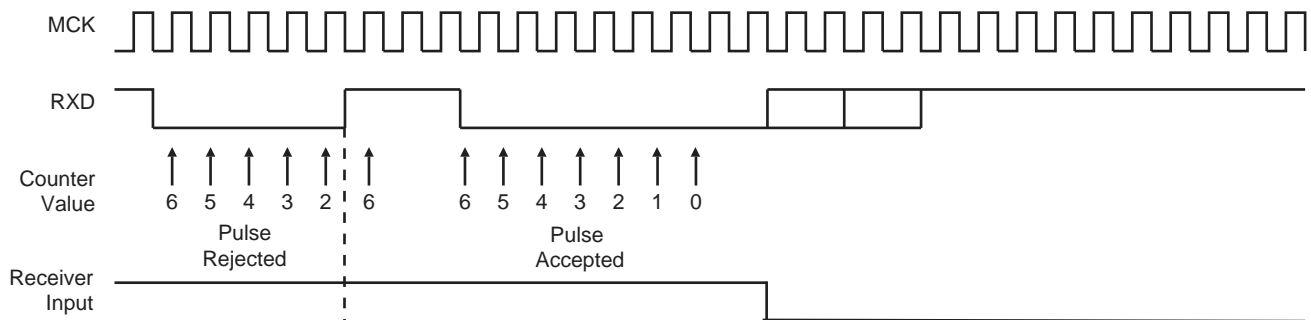 MCK
RXD
Counter
Value
6 5 4 3 2 6 6 5 4 3 2 1 0
Pulse
Rejected
Pulse
Accepted
Receiver
Input